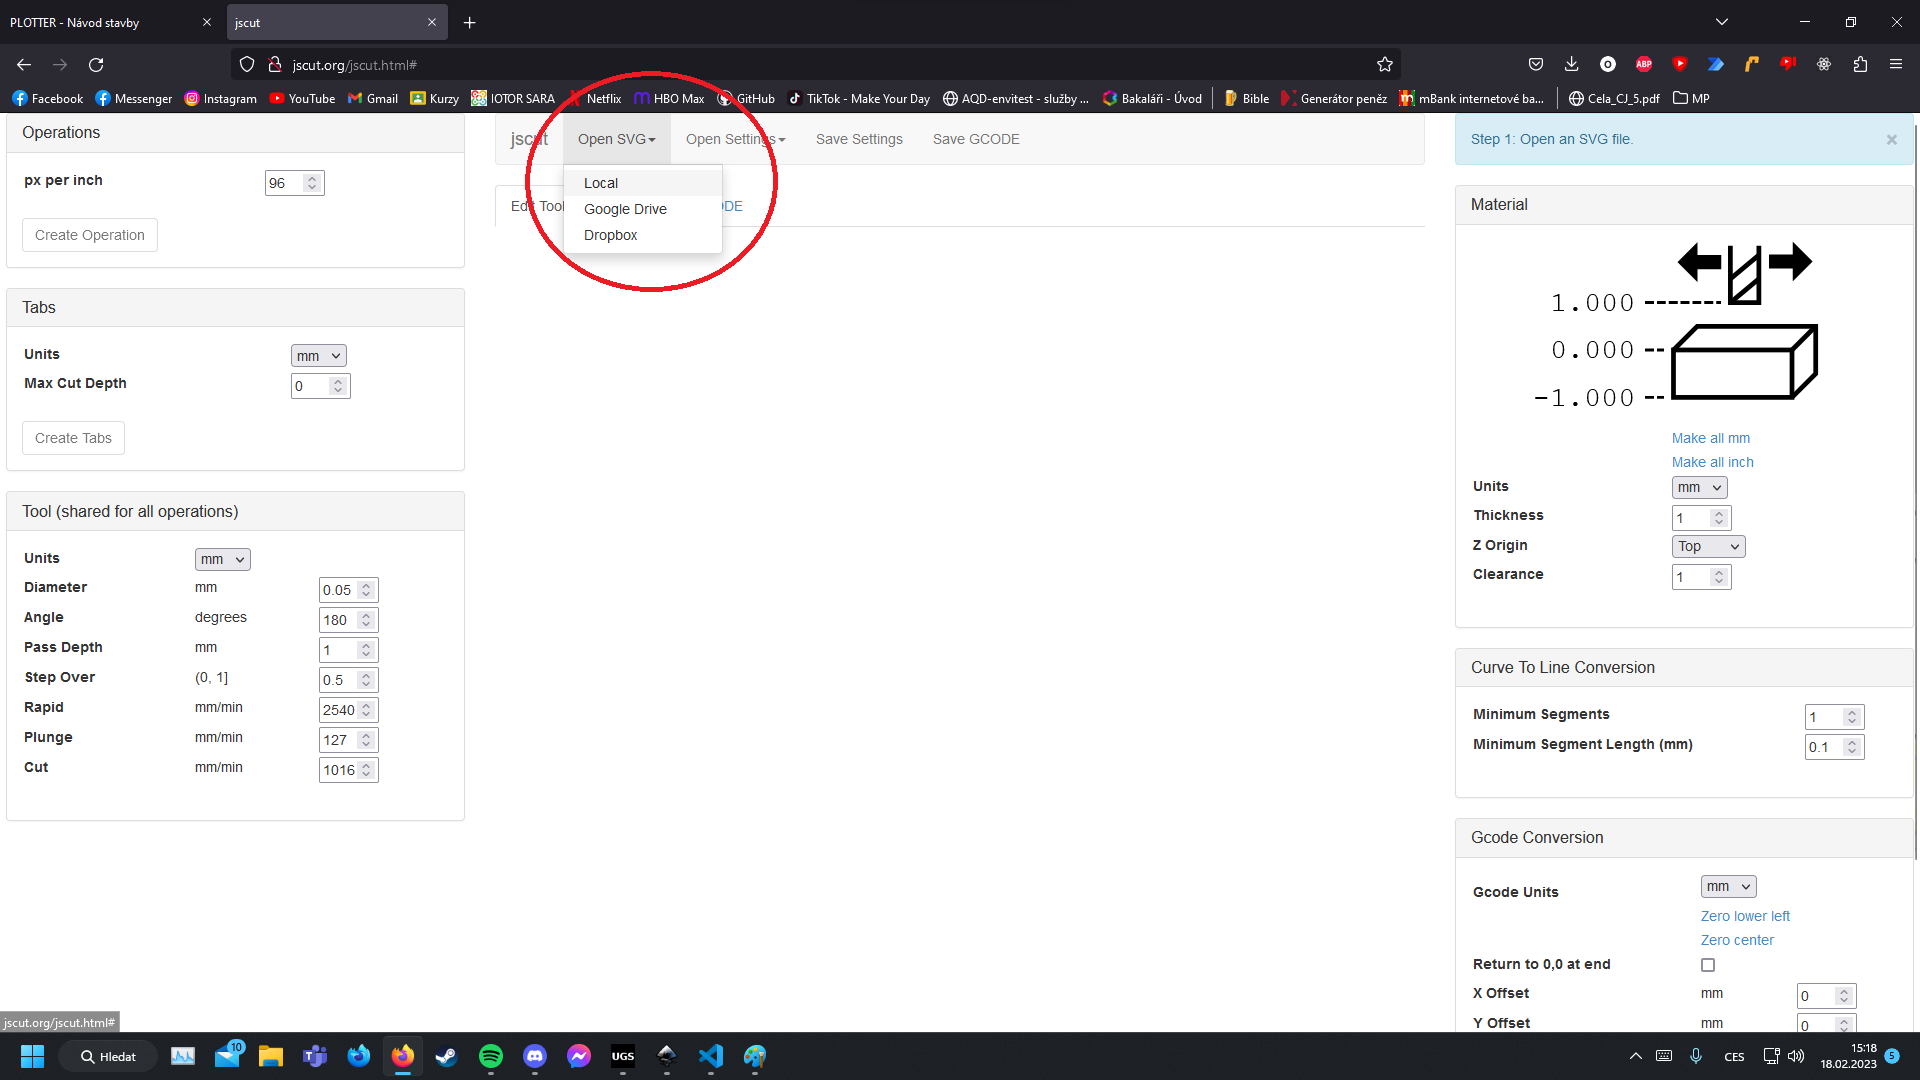 PLOTTER - Návod stavby
jscut
jscut.org/jscut.html#
Facebook
Messenger
Instagram
YouTube
Gmail
Kurzy
IOTOR SARA
Netflix
HBO Max
GitHub
TikTok - Make Your Day
AQD-envitest - služby ...
Bakaláři - Úvod
Bible
Generátor peněz
mBank internetové ba...
Cela_CJ_5.pdf
MP
Operations
px per inch 96
Create Operation
Tabs
Units mm
Max Cut Depth 0
Create Tabs
Tool (shared for all operations)
Units mm
Diameter mm 0.05
Angle degrees 180
Pass Depth mm 1
Step Over (0, 1] 0.5
Rapid mm/min 2540
Plunge mm/min 127
Cut mm/min 1016
jscut Open SVG Open Settings Save Settings Save GCODE
Local
Google Drive
Dropbox
Step 1: Open an SVG file.
Material
1.000
0.000
-1.000
Make all mm
Make all inch
Units mm
Thickness 1
Z Origin Top
Clearance 1
Curve To Line Conversion
Minimum Segments 1
Minimum Segment Length (mm) 0.1
Gcode Conversion
Gcode Units mm
Zero lower left
Zero center
Return to 0,0 at end
X Offset mm 0
Y Offset mm 0
jscut.org/jscut.html#
Hledat
10
UGS
CES
15:18
18.02.2023
5
ABP